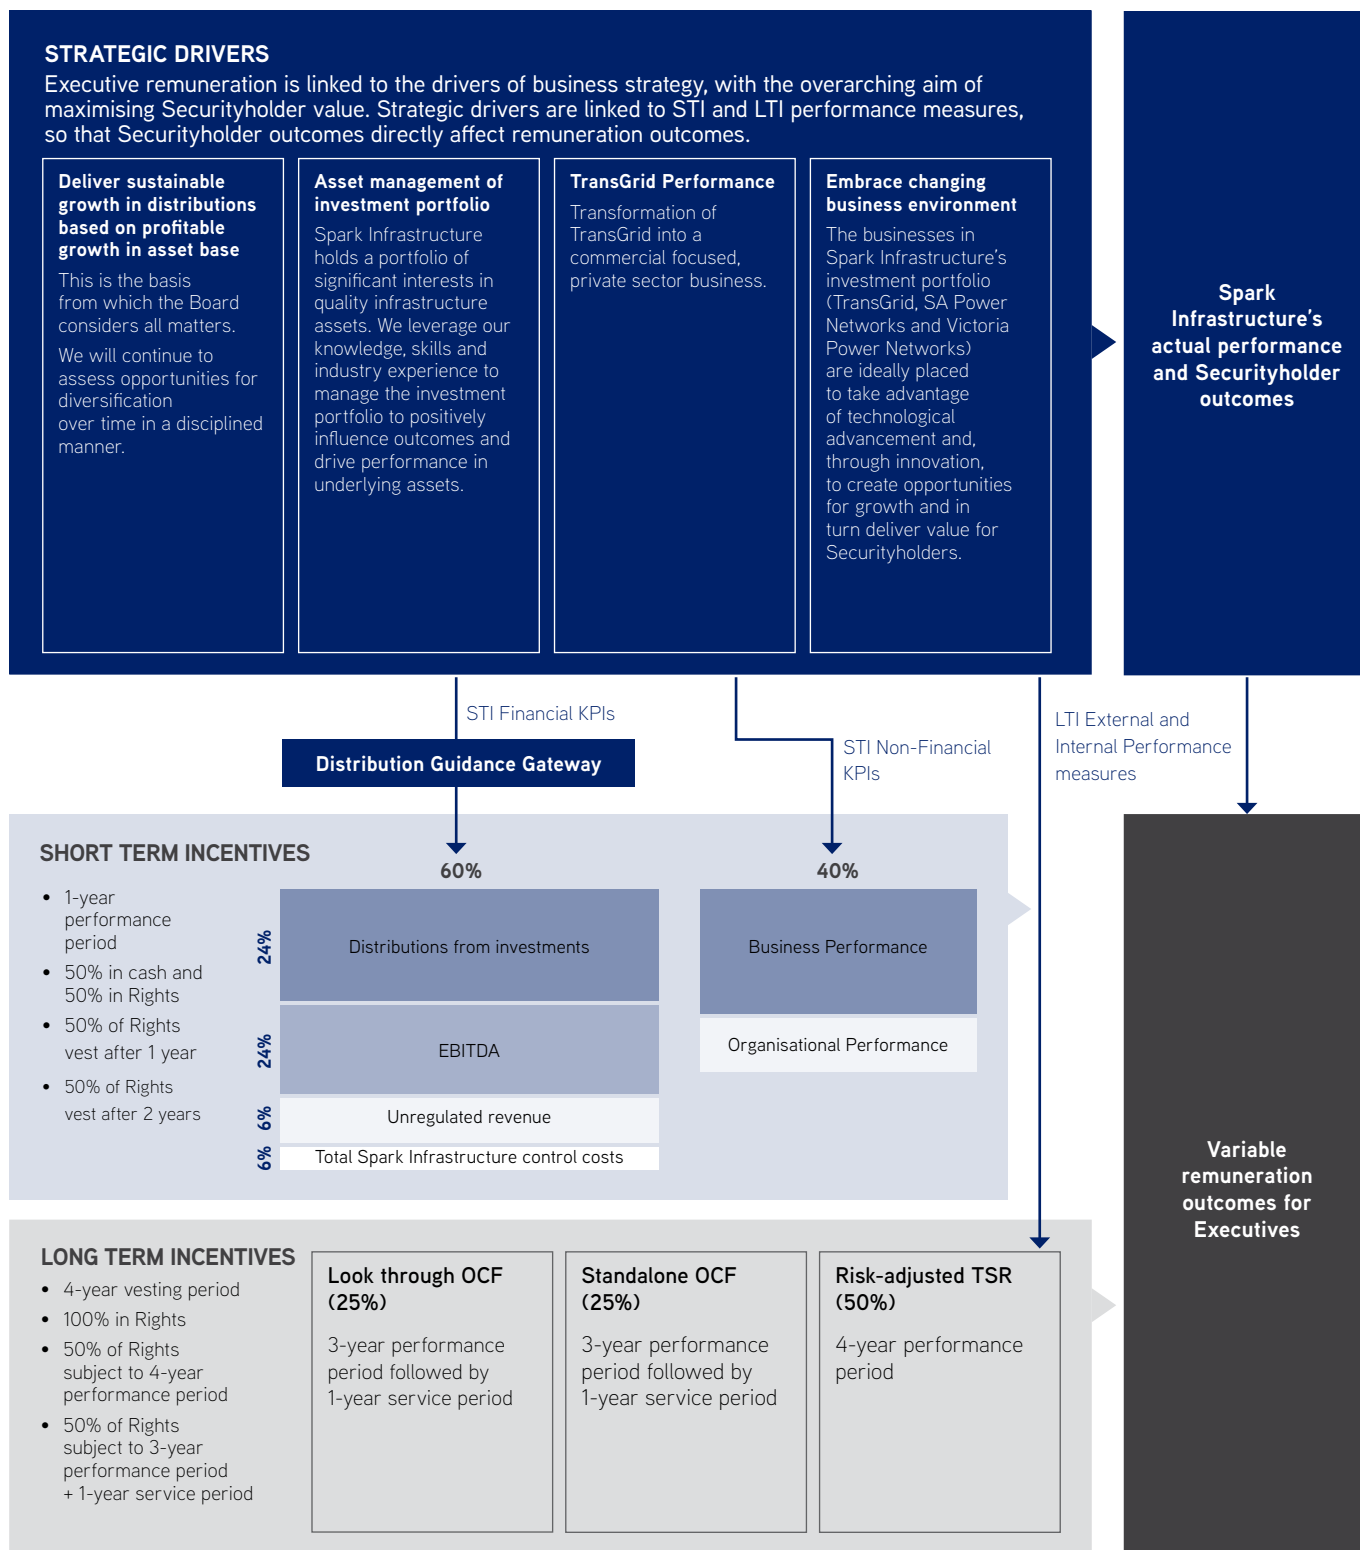 STRATEGIC DRIVERS
Executive remuneration is linked to the drivers of business strategy, with the overarching aim of
maximising Securityholder value. Strategic drivers are linked to STI and LTI performance measures,
so that Securityholder outcomes directly affect remuneration outcomes.
Deliver sustainable
growth in distributions
based on profitable
growth in asset base
This is the basis
from which the Board
considers all matters.
We will continue to
assess opportunities for
diversification
over time in a disciplined
manner.
Asset management of
investment portfolio
Spark Infrastructure
holds a portfolio of
significant interests in
quality infrastructure
assets. We leverage our
knowledge, skills and
industry experience to
manage the investment
portfolio to positively
influence outcomes and
drive performance in
underlying assets.
TransGrid Performance
Transformation of
TransGrid into a
commercial focused,
private sector business.
Embrace changing
business environment
The businesses in
Spark Infrastructure's
investment portfolio
(TransGrid, SA Power
Networks and Victoria
Power Networks)
are ideally placed
to take advantage
of technological
advancement and,
through innovation,
to create opportunities
for growth and in
turn deliver value for
Securityholders.
Spark
Infrastructure's
actual performance
and Securityholder
outcomes
STI Financial KPIs
Distribution Guidance Gateway
STI Non-Financial
KPIs
LTI External and
Internal Performance
measures
SHORT TERM INCENTIVES
• 1-year
performance
period
• 50% in cash and
50% in Rights
• 50% of Rights
vest after 1 year
• 50% of Rights
vest after 2 years
60%
24%
Distributions from investments
24%
EBITDA
6%
Unregulated revenue
6%
Total Spark Infrastructure control costs
40%
Business Performance
Organisational Performance
Variable
remuneration
outcomes for
Executives
LONG TERM INCENTIVES
• 4-year vesting period
• 100% in Rights
• 50% of Rights
subject to 4-year
performance period
• 50% of Rights
subject to 3-year
performance period
+ 1-year service period
Look through OCF
(25%)
3-year performance
period followed by
1-year service period
Standalone OCF
(25%)
3-year performance
period followed by
1-year service period
Risk-adjusted TSR
(50%)
4-year performance
period